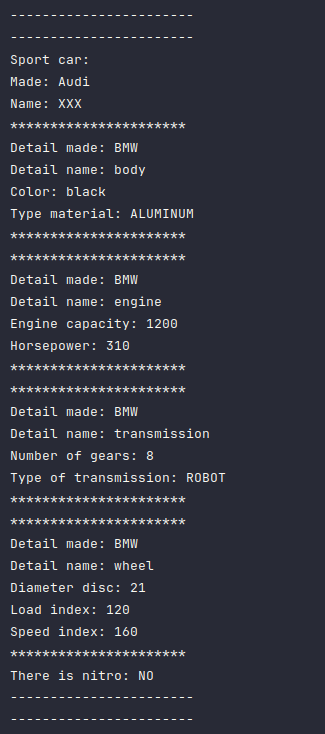 -----------------------
-----------------------
Sport car:
Made: Audi
Name: XXX
**********************
Detail made: BMW
Detail name: body
Color: black
Type material: ALUMINUM
**********************
**********************
Detail made: BMW
Detail name: engine
Engine capacity: 1200
Horsepower: 310
**********************
**********************
Detail made: BMW
Detail name: transmission
Number of gears: 8
Type of transmission: ROBOT
**********************
**********************
Detail made: BMW
Detail name: wheel
Diameter disc: 21
Load index: 120
Speed index: 160
**********************
There is nitro: NO
-----------------------
-----------------------